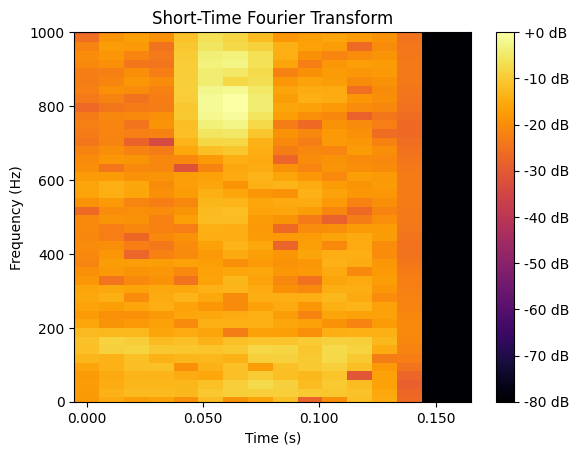 Short-Time Fourier Transform
1000
800
600
400
200
0
Frequency (Hz)
0.000
0.050
0.100
0.150
Time (s)
+0 dB
-10 dB
-20 dB
-30 dB
-40 dB
-50 dB
-60 dB
-70 dB
-80 dB